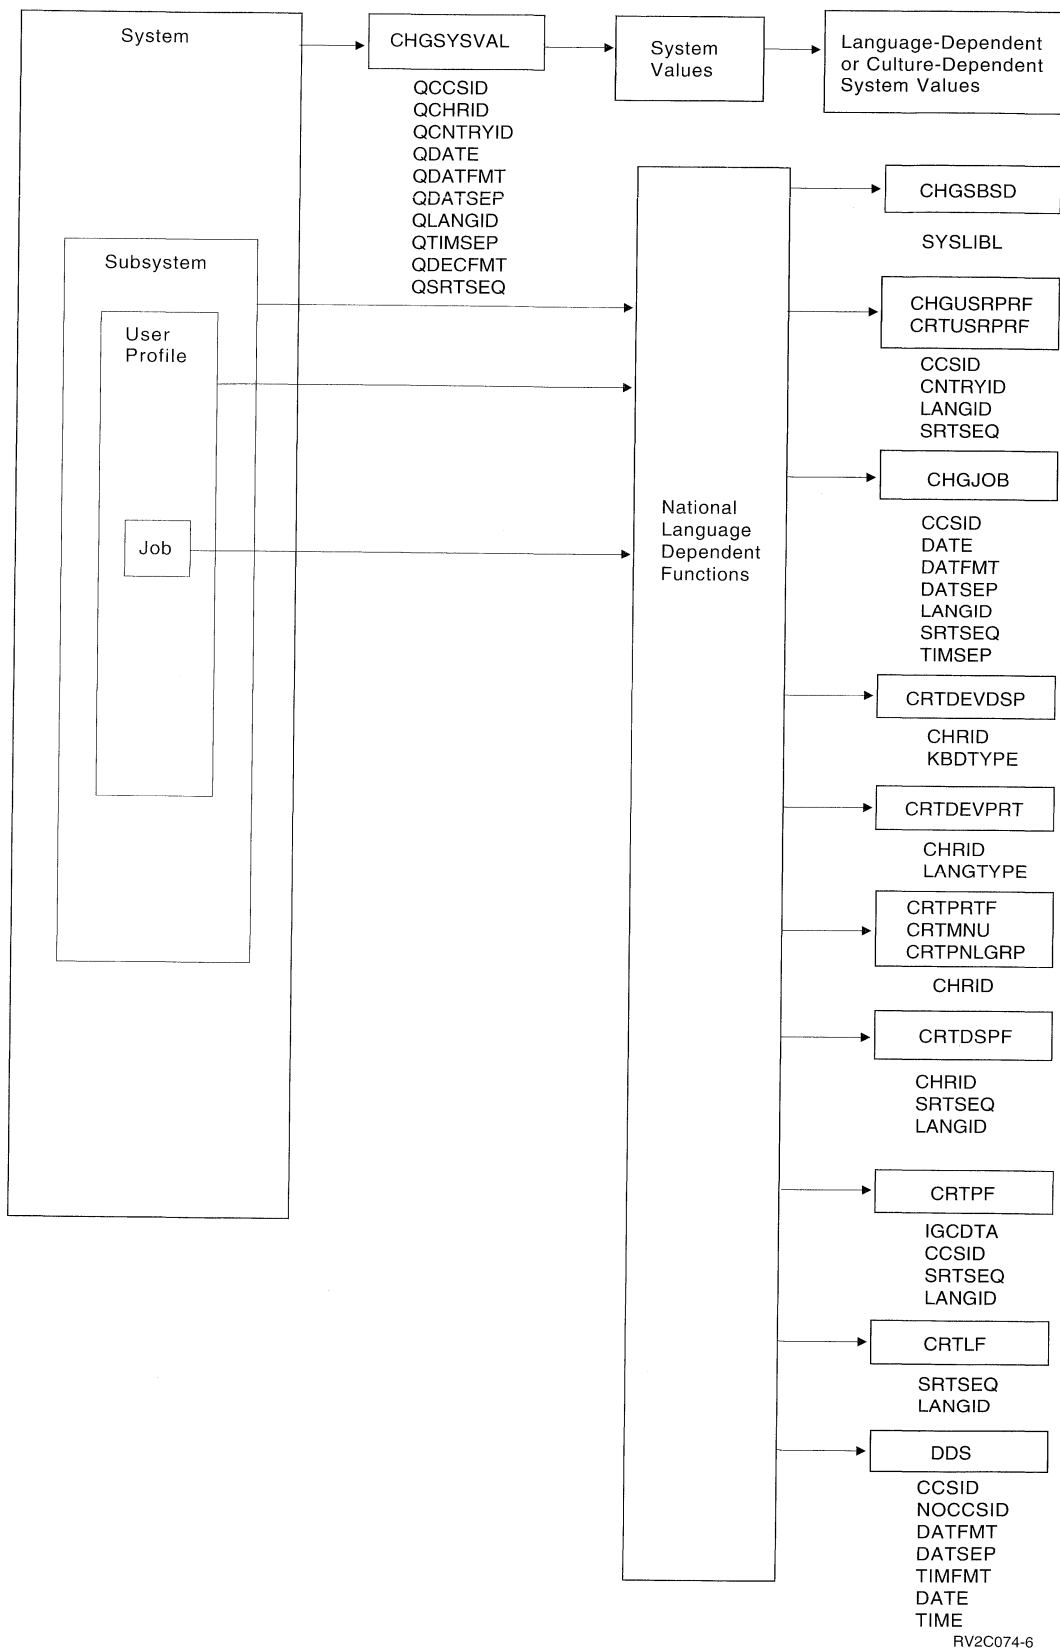 System
CHGSYSVAL
QCCSID
QCHRID
QCNTRYID
QDATE
QDATFMT
QDATSEP
QLANGID
QTIMSEP
QDECFMT
QSRTSEQ
System
Values
Language-Dependent
or Culture-Dependent
System Values
Subsystem
User
Profile
Job
National
Language
Dependent
Functions
CHGSBSD
SYSLIBL
CHGUSRPRF
CRTUSRPRF
CCSID
CNTRYID
LANGID
SRTSEQ
CHGJOB
CCSID
DATE
DATFMT
DATSEP
LANGID
SRTSEQ
TIMSEP
CRTDEVDSP
CHRID
KBDTYPE
CRTDEVPRT
CHRID
LANGTYPE
CRTPRTF
CRTMNU
CRTPNLGRP
CHRID
CRTDSPF
CHRID
SRTSEQ
LANGID
CRTPF
IGCDTA
CCSID
SRTSEQ
LANGID
CRTLF
SRTSEQ
LANGID
DDS
CCSID
NOCCSID
DATFMT
DATSEP
TIMFMT
DATE
TIME
RV2C074-6